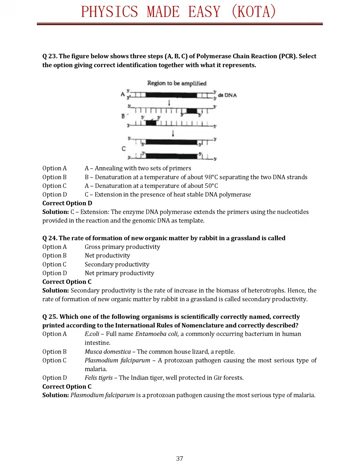 PHYSICS MADE EASY (KOTA)
Q 23. The figure below shows three steps (A, B, C) of Polymerase Chain Reaction (PCR). Select
the option giving correct identification together with what it represents.
Region to be amplified
A
ds DNA
B
C
Option A A – Annealing with two sets of primers
Option B B – Denaturation at a temperature of about 98°C separating the two DNA strands
Option C A – Denaturation at a temperature of about 50°C
Option D C – Extension in the presence of heat stable DNA polymerase
Correct Option D
Solution: C – Extension: The enzyme DNA polymerase extends the primers using the nucleotides
provided in the reaction and the genomic DNA as template.
Q 24. The rate of formation of new organic matter by rabbit in a grassland is called
Option A Gross primary productivity
Option B Net productivity
Option C Secondary productivity
Option D Net primary productivity
Correct Option C
Solution: Secondary productivity is the rate of increase in the biomass of heterotrophs. Hence, the
rate of formation of new organic matter by rabbit in a grassland is called secondary productivity.
Q 25. Which one of the following organisms is scientifically correctly named, correctly
printed according to the International Rules of Nomenclature and correctly described?
Option A E.coli – Full name Entamoeba coli, a commonly occurring bacterium in human
intestine.
Option B Musca domestica – The common house lizard, a reptile.
Option C Plasmodium falciparum – A protozoan pathogen causing the most serious type of
malaria.
Option D Felis tigris – The Indian tiger, well protected in Gir forests.
Correct Option C
Solution: Plasmodium falciparum is a protozoan pathogen causing the most serious type of malaria.
37